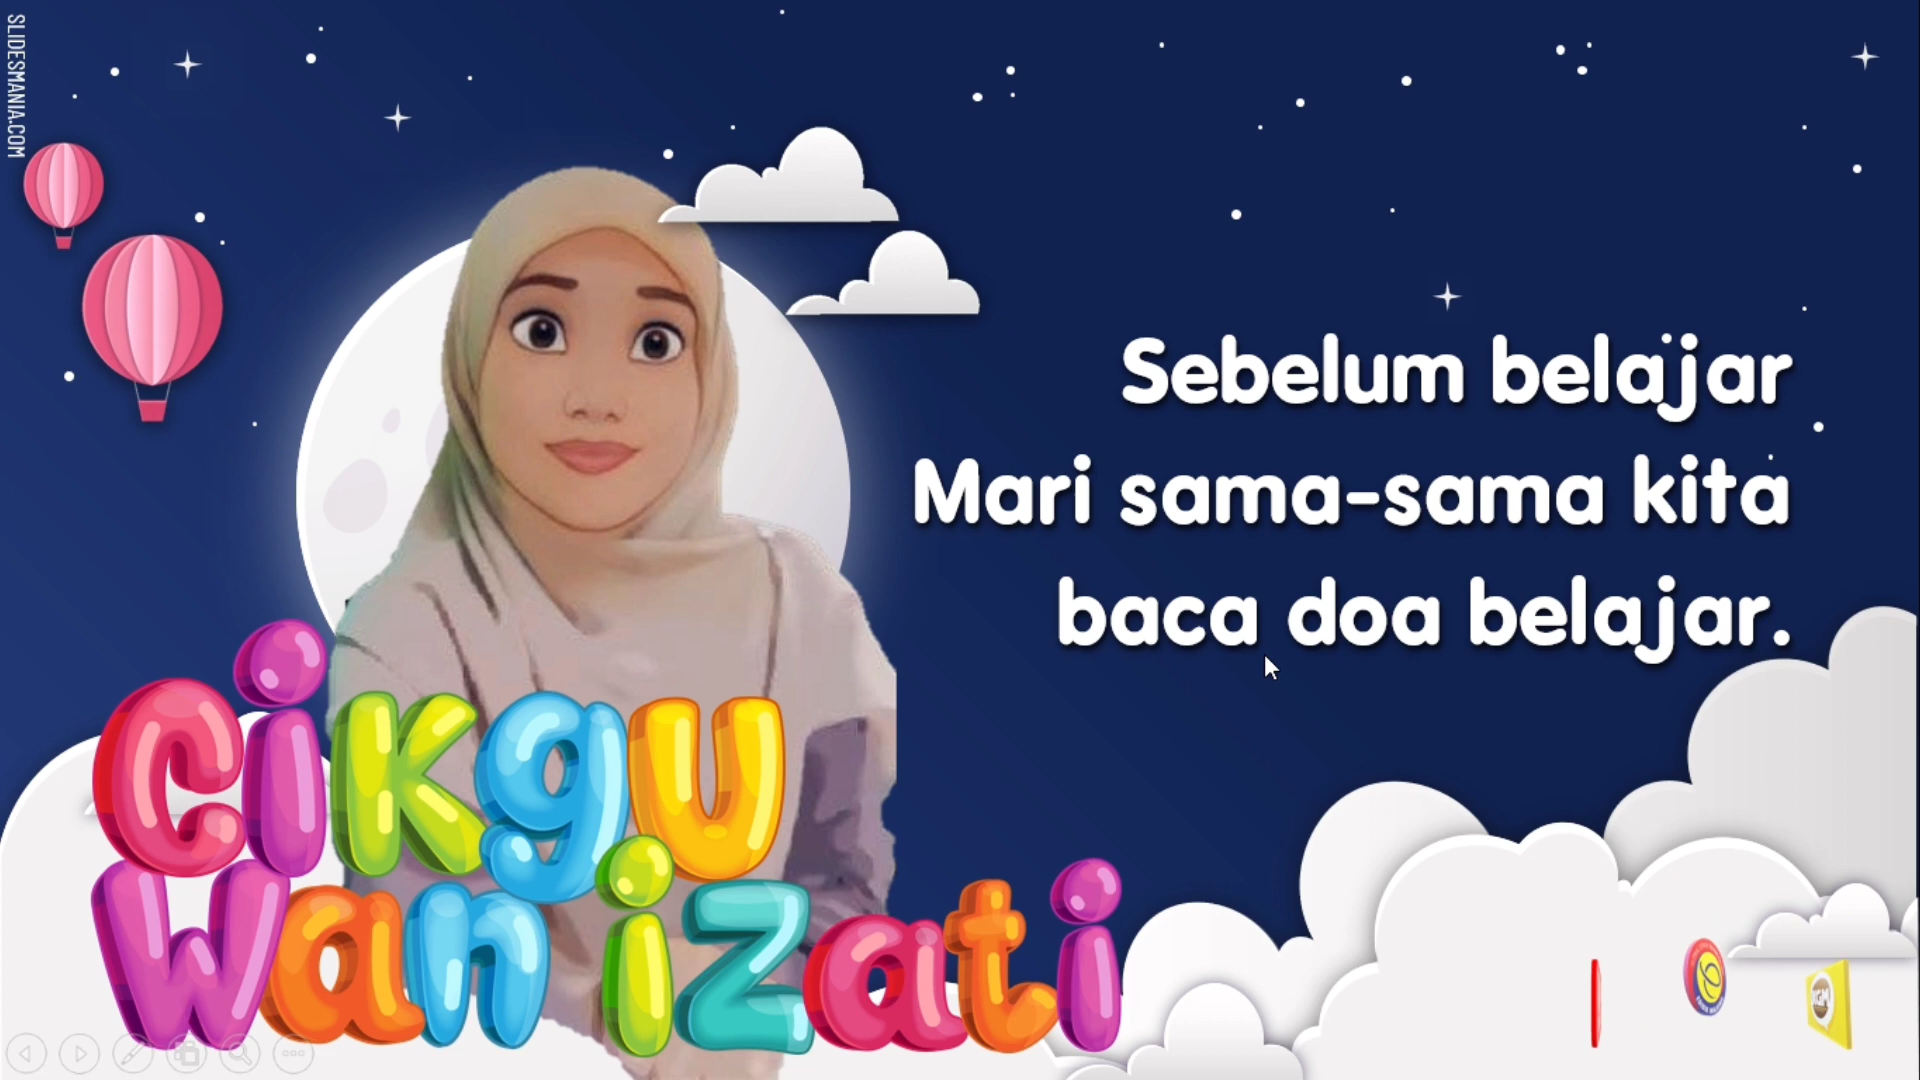 SLIDESMANIA.COM
Sebelum belajar
Mari sama-sama kita
baca doa belajar.
Cikgu
Wan izati